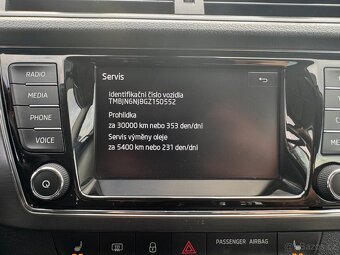 Servis
RADIO
MEDIA
PHONE
VOICE
Identifikační číslo vozidla
TMBJN6NJ8GZ150552
Prohlídka
za 30000 km nebo 353 den/dní
Servis výměny oleje
za 5400 km nebo 231 den/dní
PASSENGER AIRBAG